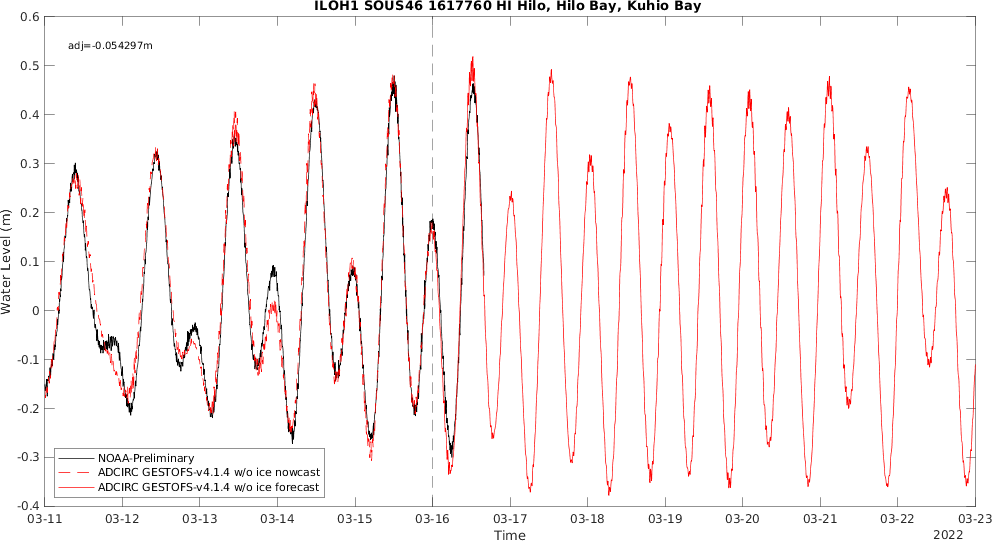 ILOH1 SOUS46 1617760 HI Hilo, Hilo Bay, Kuhio Bay
adj=-0.054297m
0.6
0.5
0.4
0.3
0.2
0.1
0
-0.1
-0.2
-0.3
-0.4
Water Level (m)
NOAA-Preliminary
ADCIRC GESTOFS-v4.1.4 w/o ice nowcast
ADCIRC GESTOFS-v4.1.4 w/o ice forecast
03-11 03-12 03-13 03-14 03-15 03-16 03-17 03-18 03-19 03-20 03-21 03-22 03-23
Time
2022